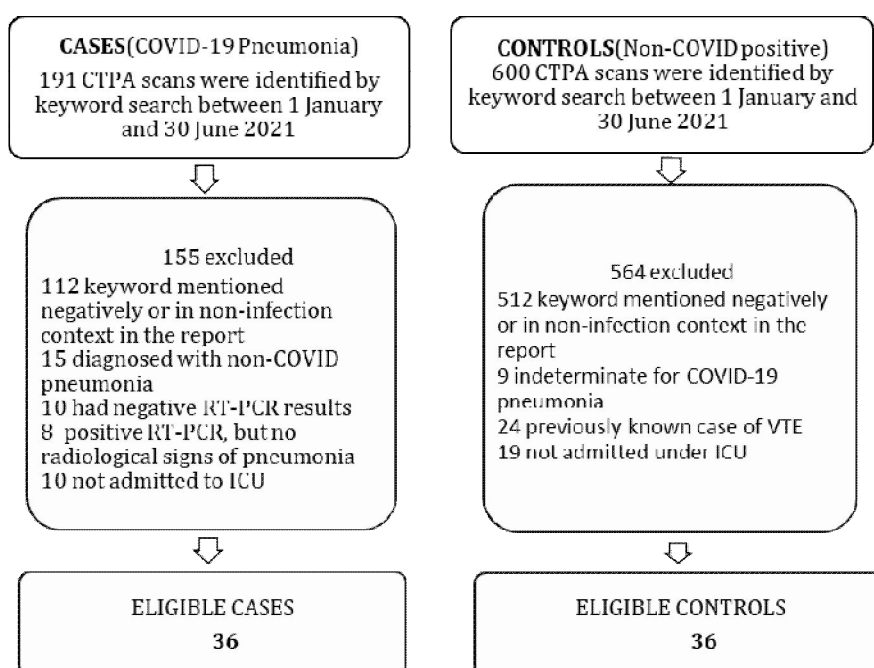 CASES(COVID-19 Pneumonia)
191 CTPA scans were identified by
keyword search between 1 January
and 30 June 2021
155 excluded
112 keyword mentioned
negatively or in non-infection
context in the report
15 diagnosed with non-COVID
pneumonia
10 had negative RT-PCR results
8 positive RT-PCR, but no
radiological signs of pneumonia
10 not admitted to ICU
ELIGIBLE CASES
36
CONTROLS(Non-COVID positive)
600 CTPA scans were identified by
keyword search between 1 January and
30 June 2021
564 excluded
512 keyword mentioned negatively
or in non-infection context in the
report
9 indeterminate for COVID-19
pneumonia
24 previously known case of VTE
19 not admitted under ICU
ELIGIBLE CONTROLS
36